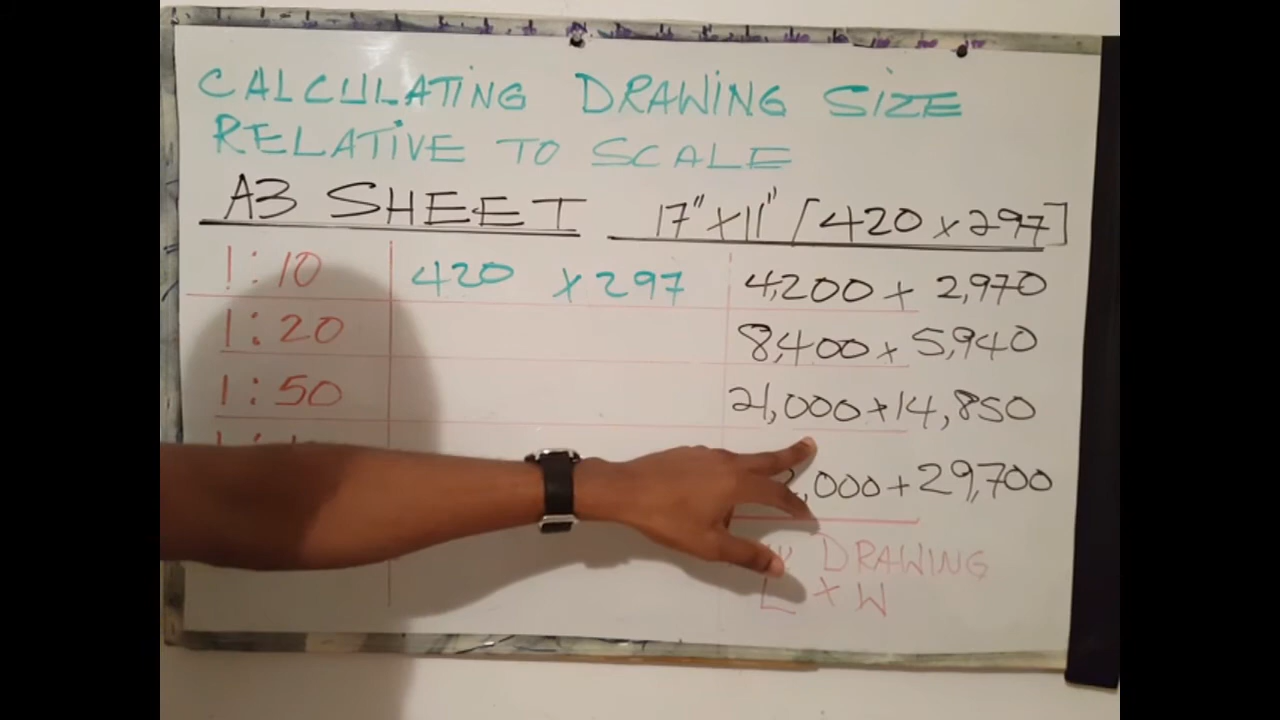 CALCULATING DRAWING SIZE
RELATIVE TO SCALE
A3 SHEET 17" X 11" [420 x 297]
1:10 420 x 297 4,200 x 2,970
1:20 8,400 x 5,940
1:50 21,000 x 14,850
,000 + 29,700
DRAWING
L x W